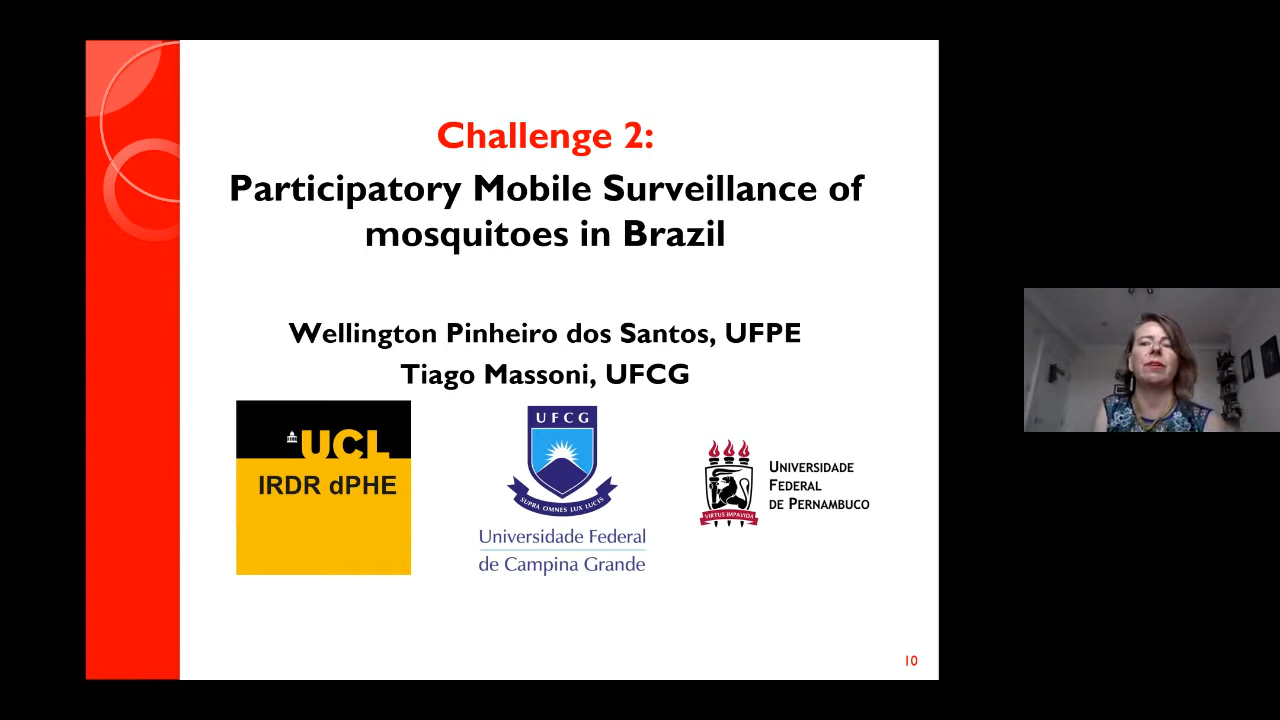 Challenge 2:
Participatory Mobile Surveillance of
mosquitoes in Brazil
Wellington Pinheiro dos Santos, UFPE
Tiago Massoni, UFCG
UCL
IRDR dPHE
UFCG
SUPRA OMNES LUX LUCIS
Universidade Federal
de Campina Grande
VIRTUS IMPAVIDA
UNIVERSIDADE
FEDERAL
DE PERNAMBUCO
10